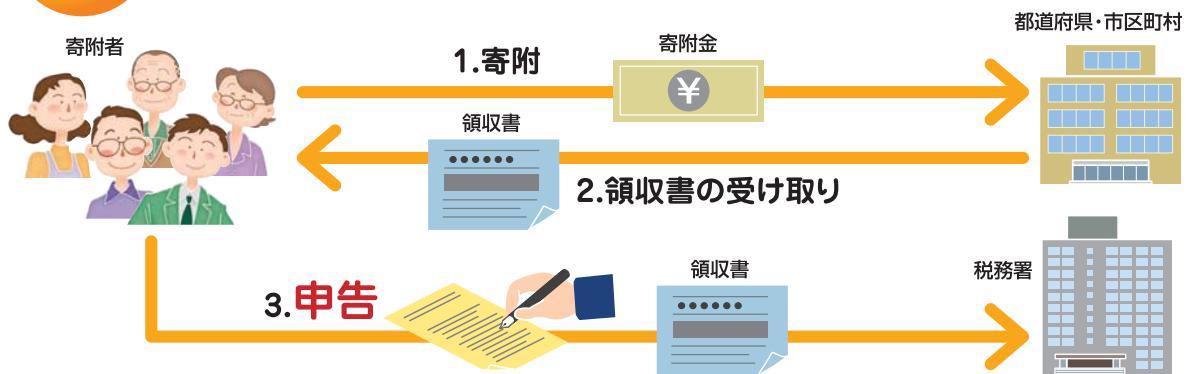 寄附者
1.寄附
寄附金
都道府県・市区町村
¥
領収書
2.領収書の受け取り
3.申告
領収書
税務署